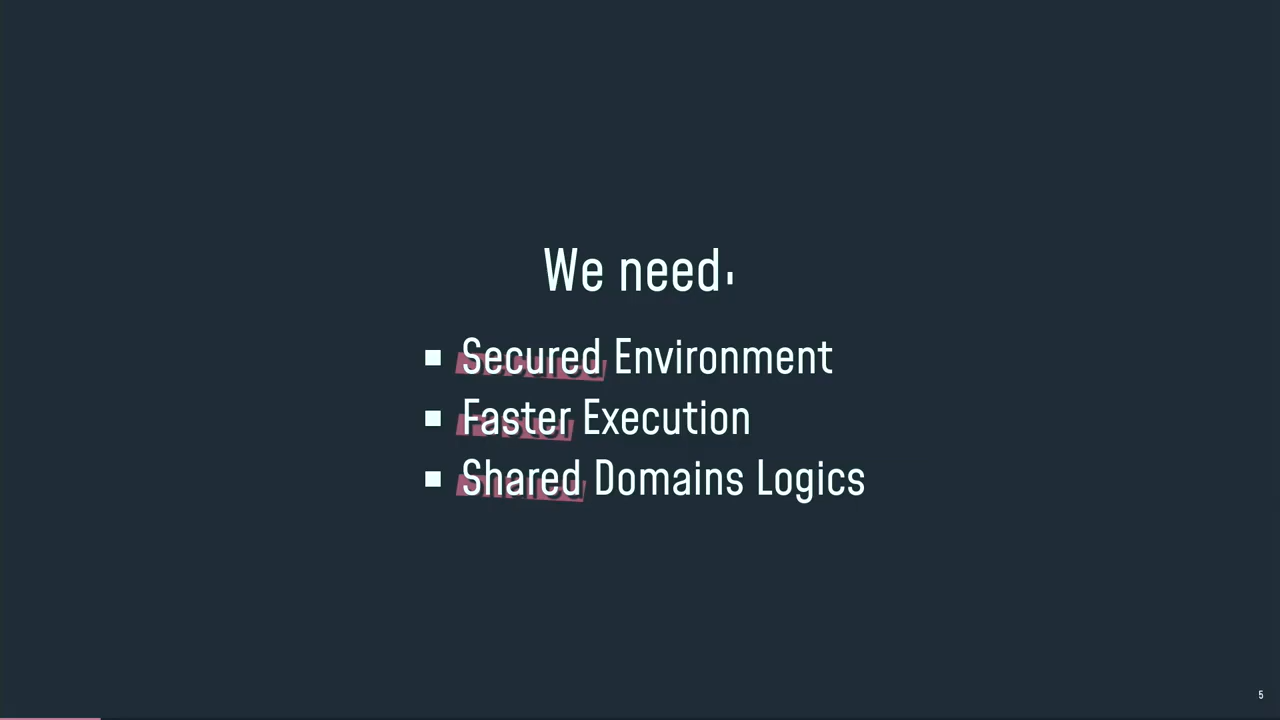 We need:
Secured Environment
Faster Execution
Shared Domains Logics
5